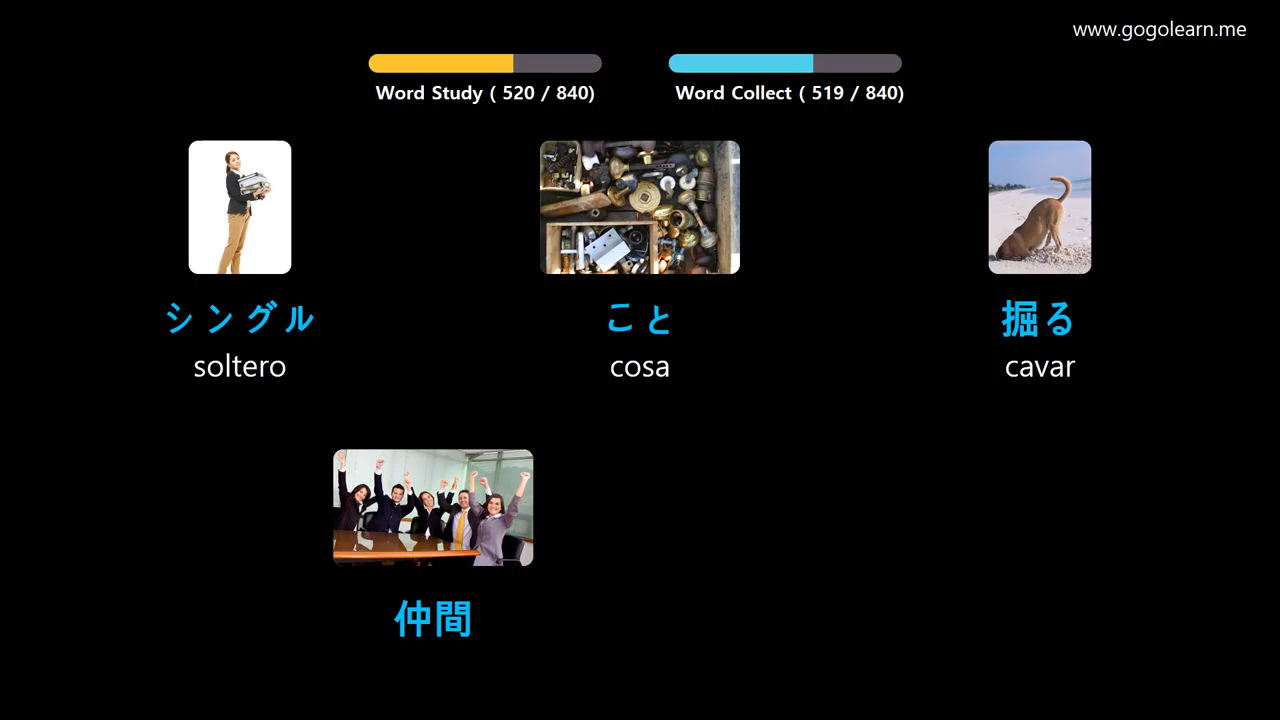 www.gogolearn.me
Word Study ( 520 / 840)
Word Collect ( 519 / 840)
シングル
こと
掘る
soltero
cosa
cavar
仲間